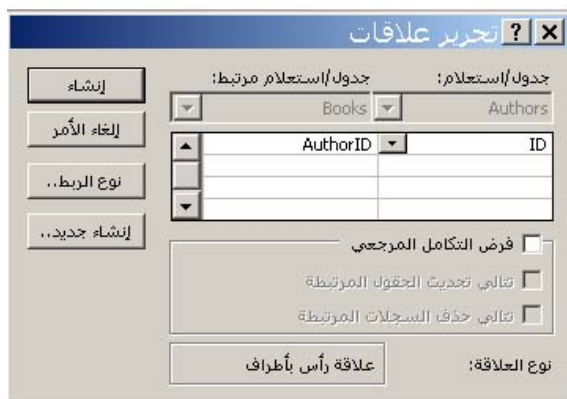 تحرير علاقات
جدول/استعلام: جدول/استعلام مرتبط:
Authors Books
ID AuthorID
فرض التكامل المرجعي
تتالي تحديث الحقول المرتبطة
تتالي حذف السجلات المرتبطة
نوع العلاقة: علاقة رأس بأطراف
إنشاء
إلغاء الأمر
نوع الربط..
إنشاء جديد..